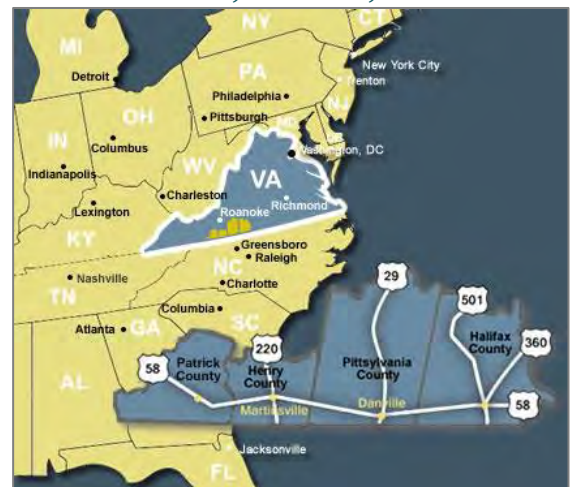 NY
CT
MI
New York City
Detroit
PA
Trenton
Philadelphia
NJ
OH
Pittsburgh
IN
Columbus
MD
DE
Washington, DC
Indianapolis
WV
VA
Charleston
Richmond
Lexington
Roanoke
KY
Greensboro
Raleigh
Nashville
NC
29
Charlotte
TN
501
Columbia
SC
Halifax
County
Atlanta
GA
220
360
58
Patrick
County
Henry
County
Pittsylvania
County
AL
58
Martinsville
Danville
Jacksonville
FL